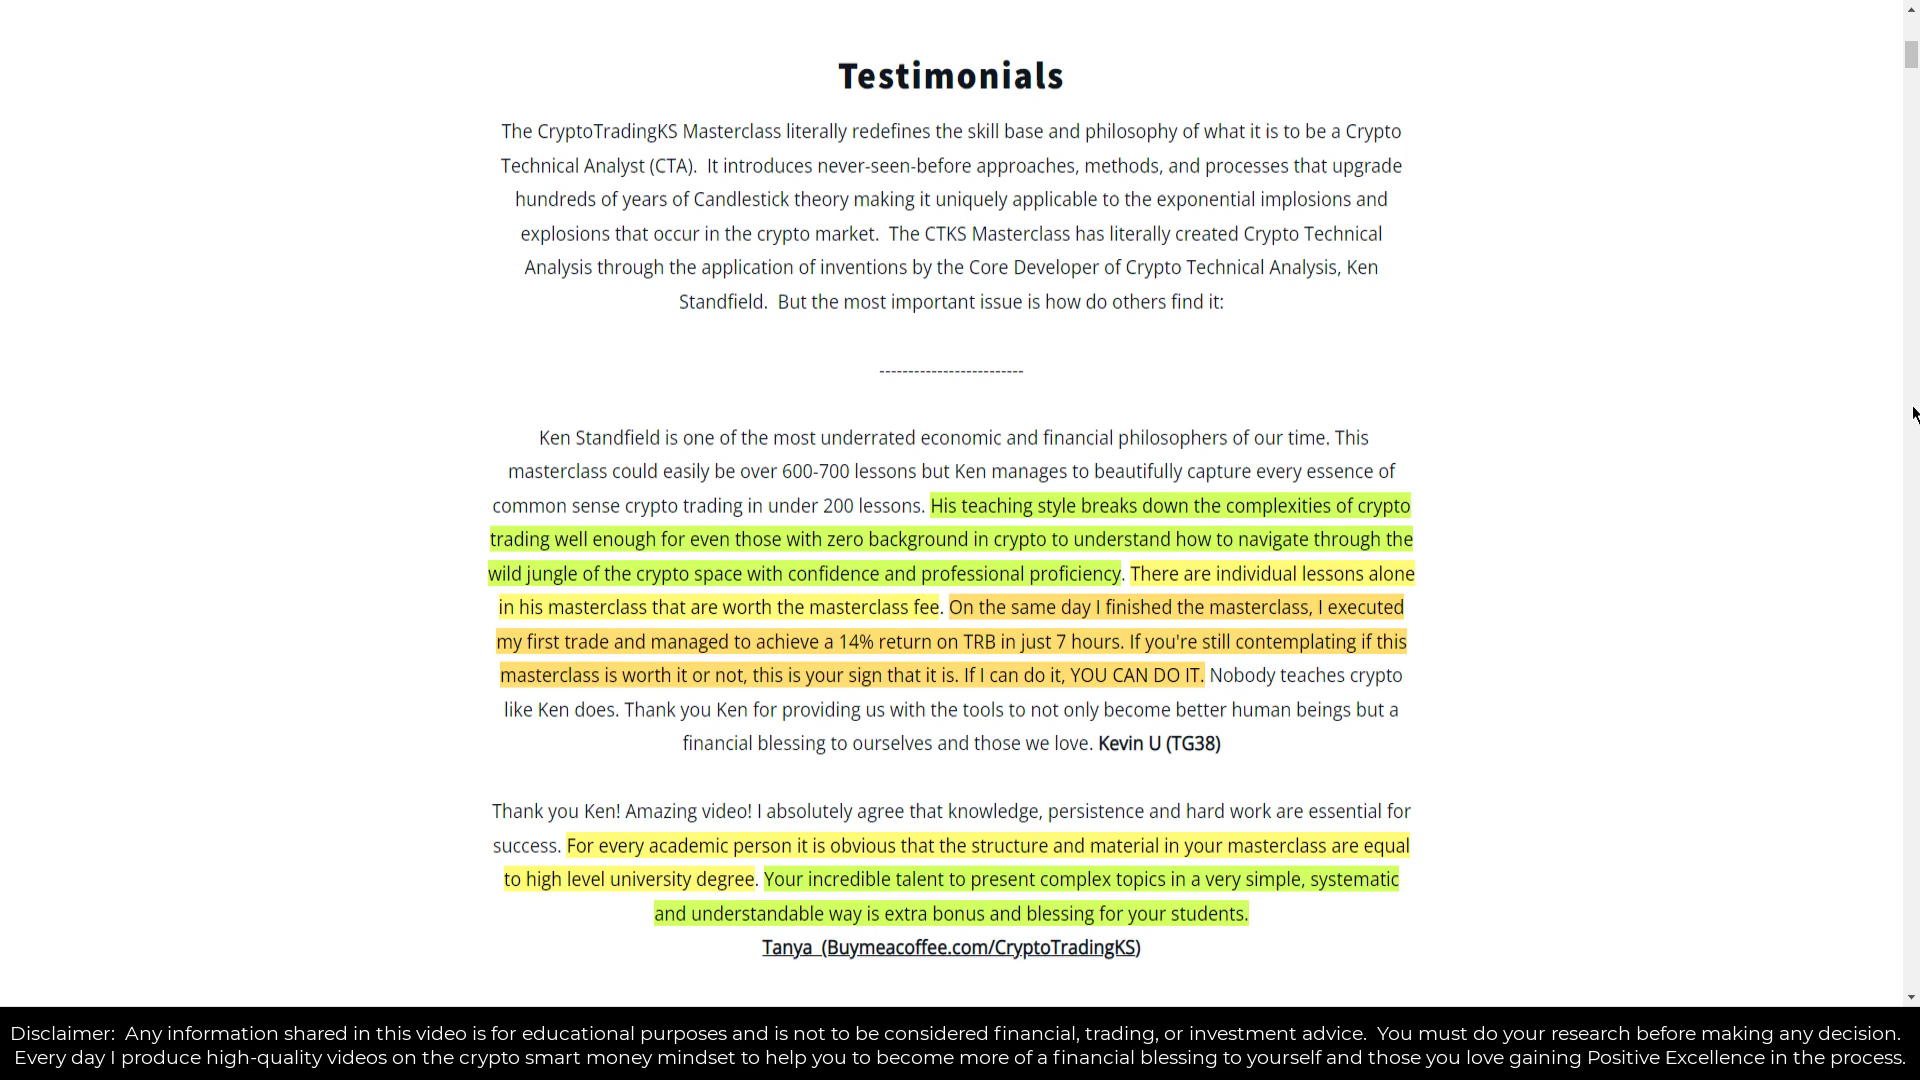 Testimonials
The CryptoTradingKS Masterclass literally redefines the skill base and philosophy of what it is to be a Crypto
Technical Analyst (CTA).  It introduces never-seen-before approaches, methods, and processes that upgrade
hundreds of years of Candlestick theory making it uniquely applicable to the exponential implosions and
explosions that occur in the crypto market.  The CTKS Masterclass has literally created Crypto Technical
Analysis through the application of inventions by the Core Developer of Crypto Technical Analysis, Ken
Standfield.  But the most important issue is how do others find it:
-------------------------
Ken Standfield is one of the most underrated economic and financial philosophers of our time. This
masterclass could easily be over 600-700 lessons but Ken manages to beautifully capture every essence of
common sense crypto trading in under 200 lessons. His teaching style breaks down the complexities of crypto
trading well enough for even those with zero background in crypto to understand how to navigate through the
wild jungle of the crypto space with confidence and professional proficiency. There are individual lessons alone
in his masterclass that are worth the masterclass fee. On the same day I finished the masterclass, I executed
my first trade and managed to achieve a 14% return on TRB in just 7 hours. If you're still contemplating if this
masterclass is worth it or not, this is your sign that it is. If I can do it, YOU CAN DO IT. Nobody teaches crypto
like Ken does. Thank you Ken for providing us with the tools to not only become better human beings but a
financial blessing to ourselves and those we love. Kevin U (TG38)
Thank you Ken! Amazing video! I absolutely agree that knowledge, persistence and hard work are essential for
success. For every academic person it is obvious that the structure and material in your masterclass are equal
to high level university degree. Your incredible talent to present complex topics in a very simple, systematic
and understandable way is extra bonus and blessing for your students.
Tanya  (Buymeacoffee.com/CryptoTradingKS)
Disclaimer:  Any information shared in this video is for educational purposes and is not to be considered financial, trading, or investment advice.  You must do your research before making any decision.
Every day I produce high-quality videos on the crypto smart money mindset to help you to become more of a financial blessing to yourself and those you love gaining Positive Excellence in the process.